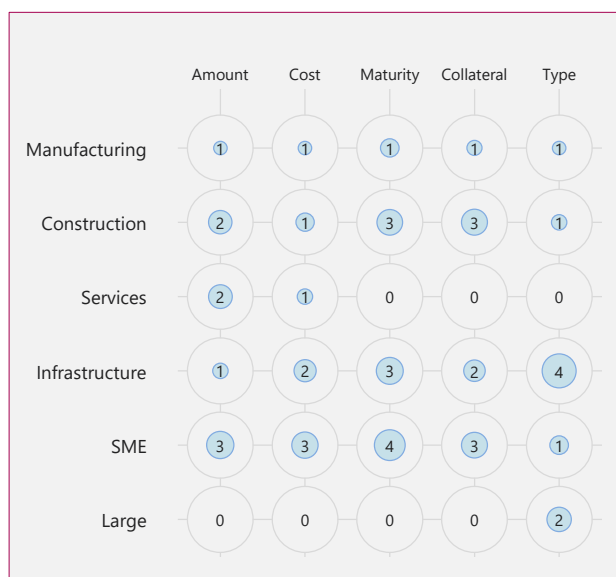 Amount Cost Maturity Collateral Type
Manufacturing 1 1 1 1 1
Construction 2 1 3 3 1
Services 2 1 0 0 0
Infrastructure 1 2 3 2 4
SME 3 3 4 3 1
Large 0 0 0 0 2